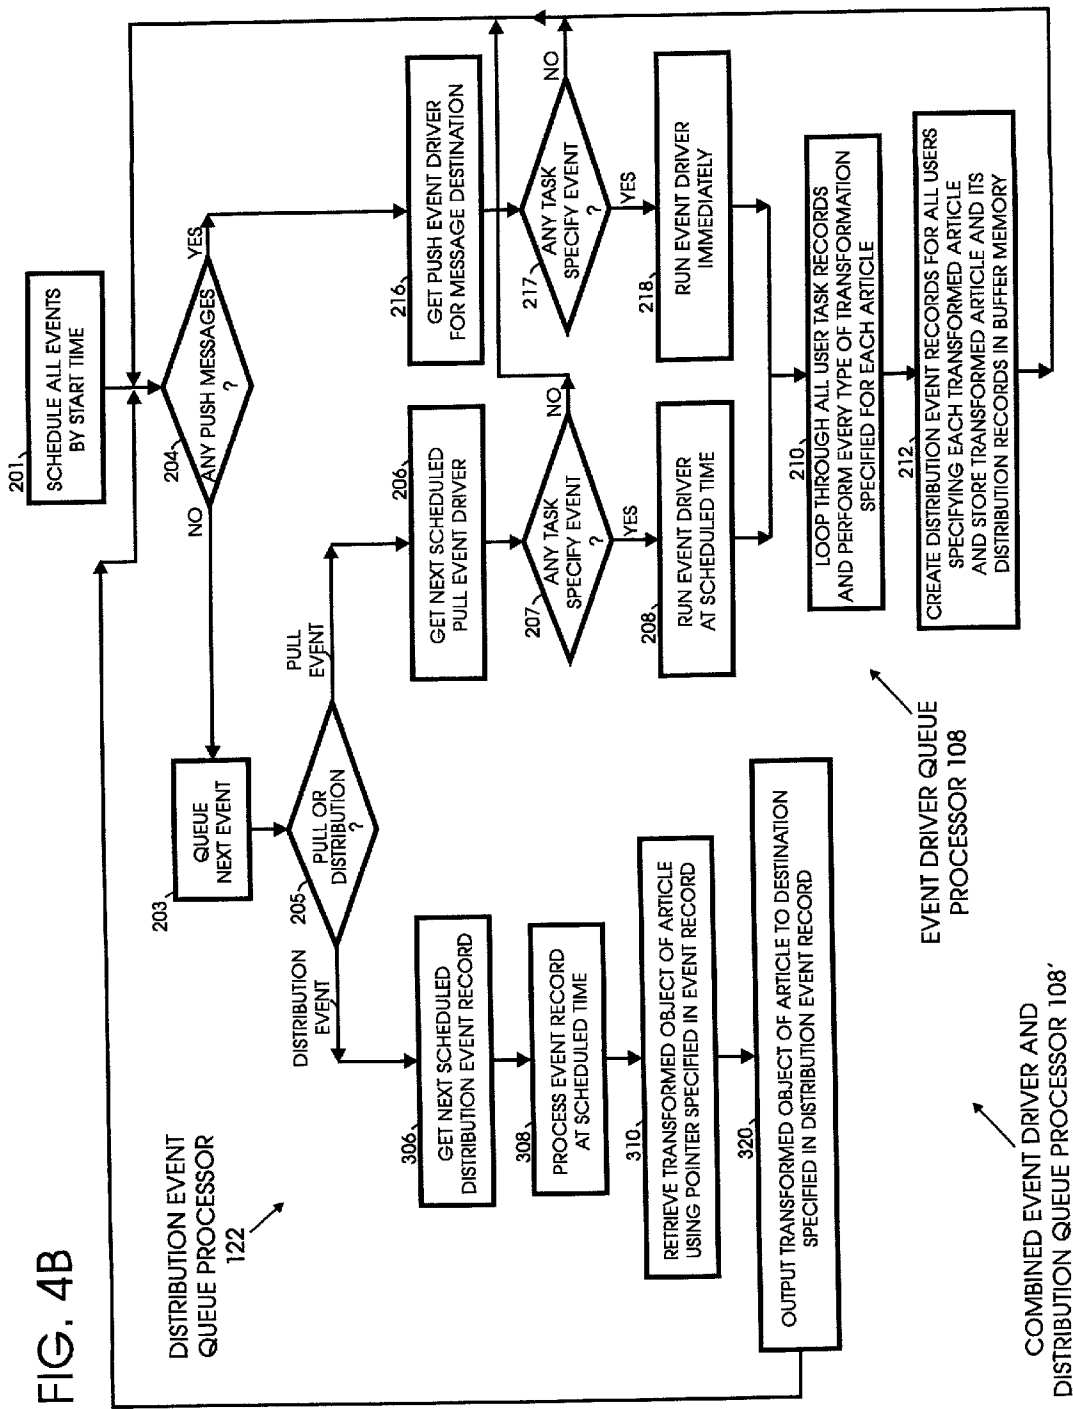 FIG. 4B
DISTRIBUTION EVENT
QUEUE PROCESSOR
122
201
SCHEDULE ALL EVENTS
BY START TIME
204
ANY PUSH MESSAGES
?
NO
YES
203
QUEUE
NEXT EVENT
205
PULL OR
DISTRIBUTION
?
DISTRIBUTION
EVENT
PULL
EVENT
306
GET NEXT SCHEDULED
DISTRIBUTION EVENT RECORD
308
PROCESS EVENT RECORD
AT SCHEDULED TIME
310
RETRIEVE TRANSFORMED OBJECT OF ARTICLE
USING POINTER SPECIFIED IN EVENT RECORD
320
OUTPUT TRANSFORMED OBJECT OF ARTICLE TO DESTINATION
SPECIFIED IN DISTRIBUTION EVENT RECORD
206
GET NEXT SCHEDULED
PULL EVENT DRIVER
207
ANY TASK
SPECIFY EVENT
?
NO
YES
208
RUN EVENT DRIVER
AT SCHEDULED TIME
216
GET PUSH EVENT DRIVER
FOR MESSAGE DESTINATION
217
ANY TASK
SPECIFY EVENT
?
NO
YES
218
RUN EVENT DRIVER
IMMEDIATELY
210
LOOP THROUGH ALL USER TASK RECORDS
AND PERFORM EVERY TYPE OF TRANSFORMATION
SPECIFIED FOR EACH ARTICLE
212
CREATE DISTRIBUTION EVENT RECORDS FOR ALL USERS
SPECIFYING EACH TRANSFORMED ARTICLE
AND STORE TRANSFORMED ARTICLE AND ITS
DISTRIBUTION RECORDS IN BUFFER MEMORY
EVENT DRIVER QUEUE
PROCESSOR 108
COMBINED EVENT DRIVER AND
DISTRIBUTION QUEUE PROCESSOR 108'